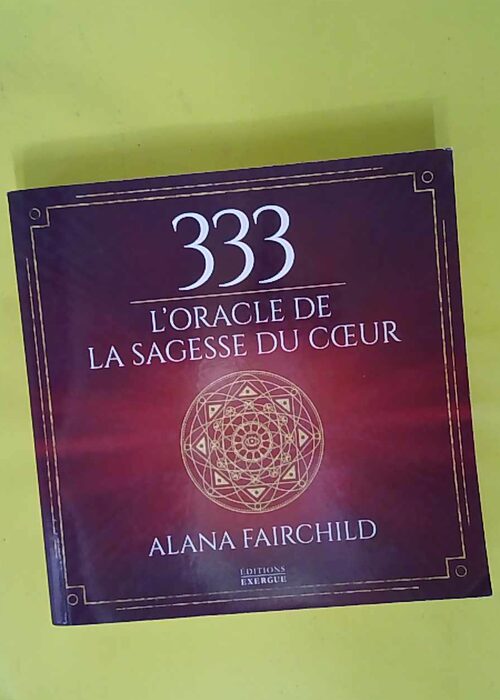 333
L'ORACLE DE
LA SAGESSE DU CŒUR
ALANA FAIRCHILD
ÉDITIONS
EXERGUE